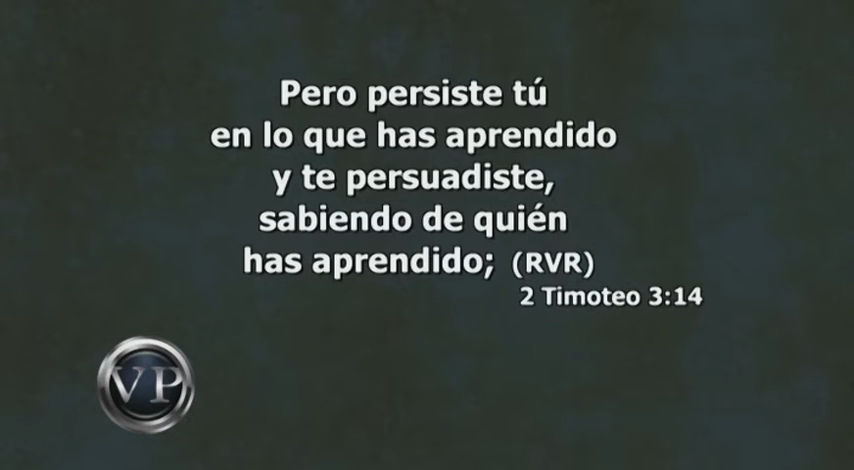 Pero persiste tú
en lo que has aprendido
y te persuadiste,
sabiendo de quién
has aprendido; (RVR)
2 Timoteo 3:14
VP